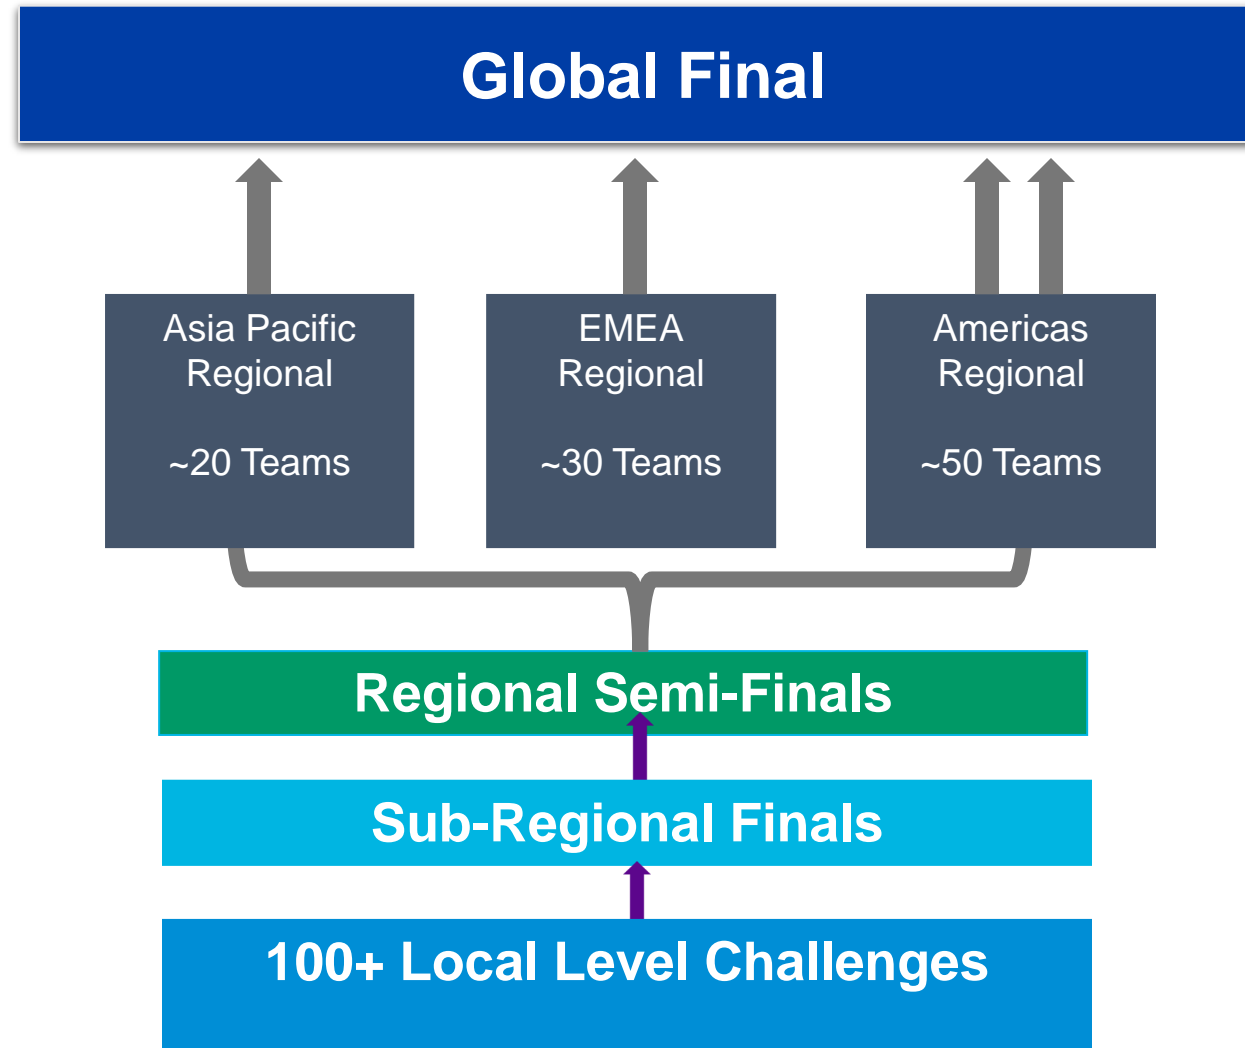 Global Final
Asia Pacific
Regional
~20 Teams
EMEA
Regional
~30 Teams
Americas
Regional
~50 Teams
Regional Semi-Finals
Sub-Regional Finals
100+ Local Level Challenges